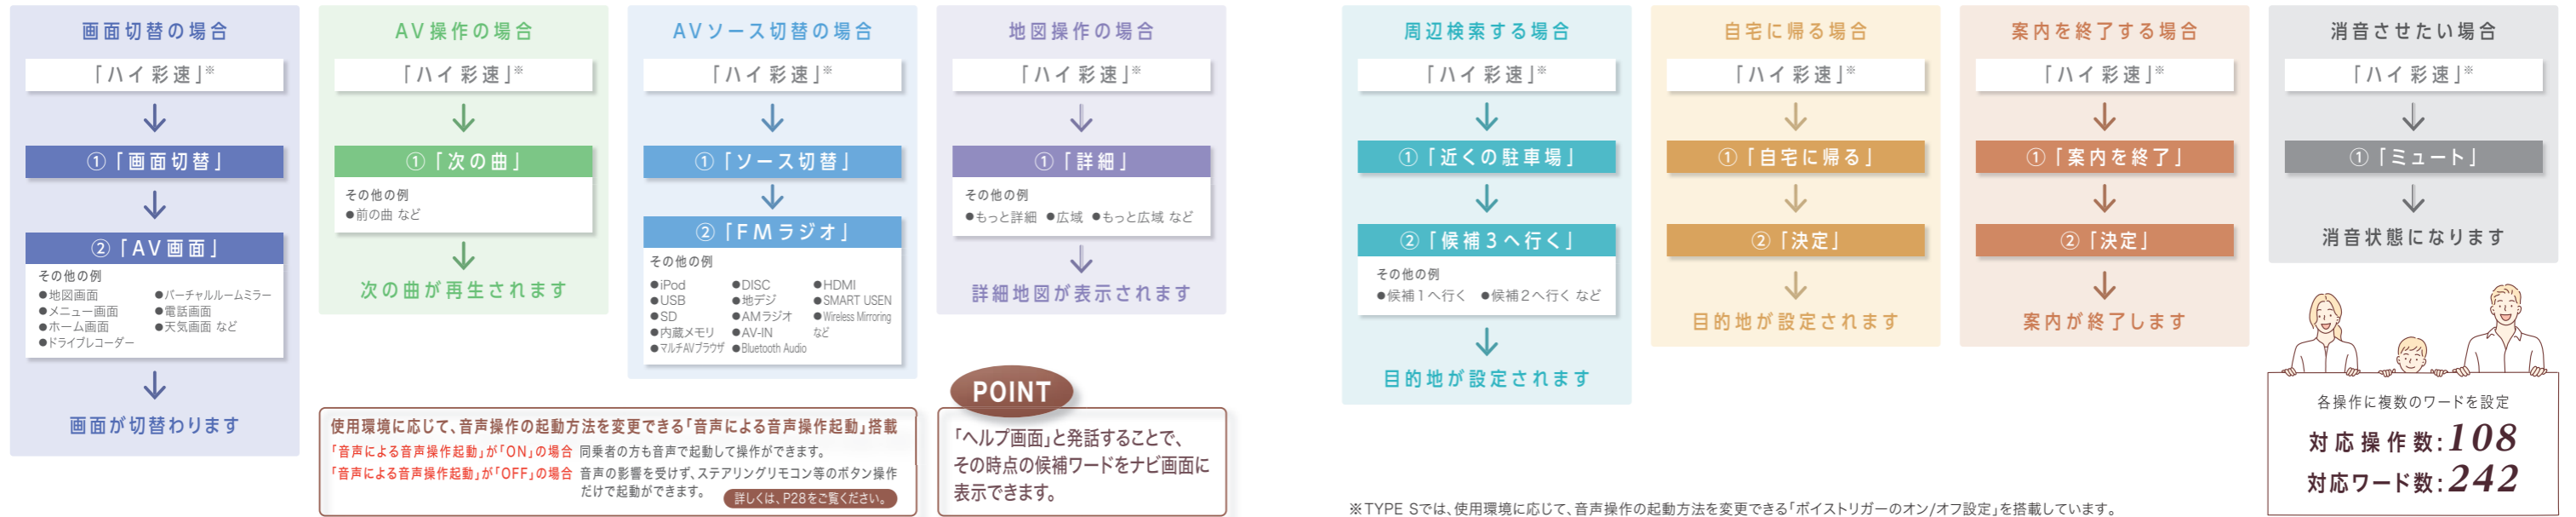 画面切替の場合
「ハイ彩速」※
①「画面切替」
②「AV画面」
その他の例
●地図画面
●メニュー画面
●ホーム画面
●ドライブレコーダー
●バーチャルルームミラー
●電話画面
●天気画面 など
画面が切替わります
AV操作の場合
「ハイ彩速」※
①「次の曲」
その他の例
●前の曲 など
次の曲が再生されます
AVソース切替の場合
「ハイ彩速」※
①「ソース切替」
②「FMラジオ」
その他の例
●iPod
●USB
●SD
●内蔵メモリ
●マルチAVブラウザ
●DISC
●地デジ
●AMラジオ
●AV-IN
●Bluetooth Audio
●HDMI
●SMART USEN
●Wireless Mirroring
など
地図操作の場合
「ハイ彩速」※
①「詳細」
その他の例
●もっと詳細 ●広域 ●もっと広域 など
詳細地図が表示されます
使用環境に応じて、音声操作の起動方法を変更できる「音声による音声操作起動」搭載
「音声による音声操作起動」が「ON」の場合 同乗者の方も音声で起動して操作ができます。
「音声による音声操作起動」が「OFF」の場合 音声の影響を受けず、ステアリングリモコン等のボタン操作
だけで起動ができます。
詳しくは、P28をご覧ください。
POINT
「ヘルプ画面」と発話することで、
その時点の候補ワードをナビ画面に
表示できます。
周辺検索する場合
「ハイ彩速」※
①「近くの駐車場」
②「候補3へ行く」
その他の例
●候補1へ行く ●候補2へ行く など
目的地が設定されます
自宅に帰る場合
「ハイ彩速」※
①「自宅に帰る」
②「決定」
目的地が設定されます
案内を終了する場合
「ハイ彩速」※
①「案内を終了」
②「決定」
案内が終了します
消音させたい場合
「ハイ彩速」※
①「ミュート」
消音状態になります
各操作に複数のワードを設定
対応操作数:108
対応ワード数:242
※TYPE Sでは、使用環境に応じて、音声操作の起動方法を変更できる「ボイストリガーのオン/オフ設定」を搭載しています。